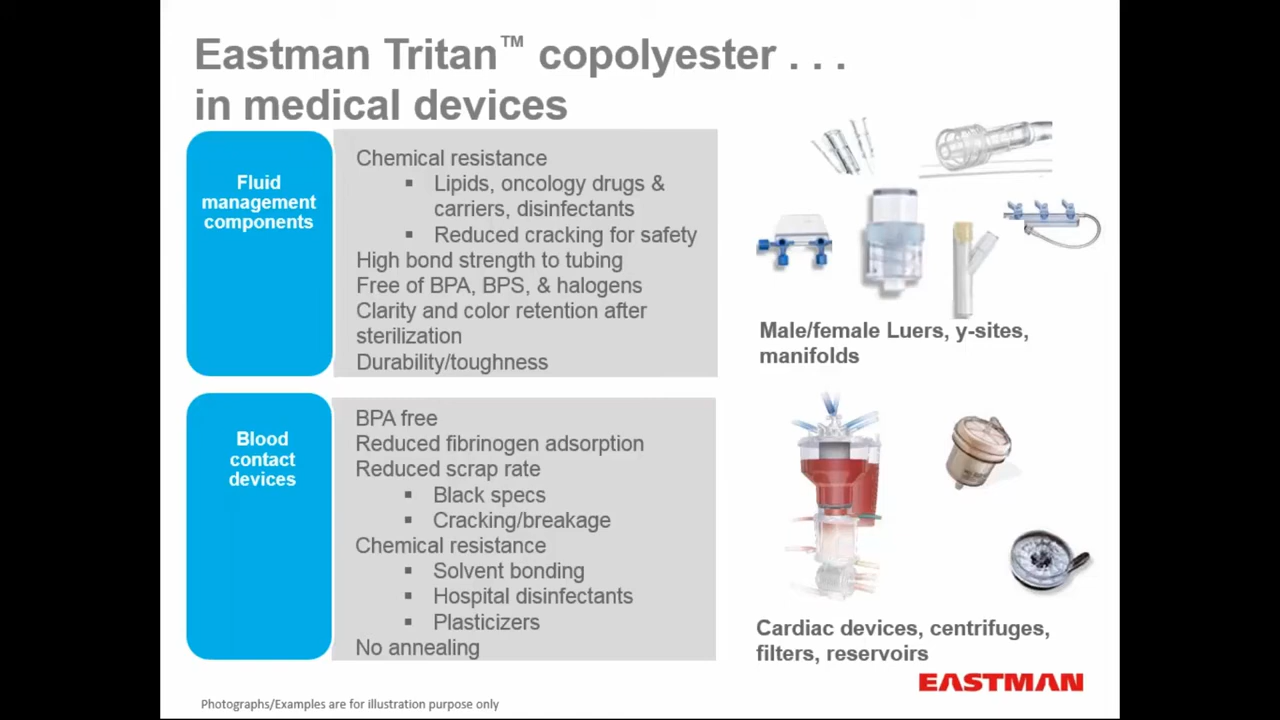 Eastman Tritan™ copolyester . . .
in medical devices
Fluid
management
components
Chemical resistance
▪ Lipids, oncology drugs &
carriers, disinfectants
▪ Reduced cracking for safety
High bond strength to tubing
Free of BPA, BPS, & halogens
Clarity and color retention after
sterilization
Durability/toughness
Male/female Luers, y-sites,
manifolds
Blood
contact
devices
BPA free
Reduced fibrinogen adsorption
Reduced scrap rate
▪ Black specs
▪ Cracking/breakage
Chemical resistance
▪ Solvent bonding
▪ Hospital disinfectants
▪ Plasticizers
No annealing
Cardiac devices, centrifuges,
filters, reservoirs
EASTMAN
Photographs/Examples are for illustration purpose only